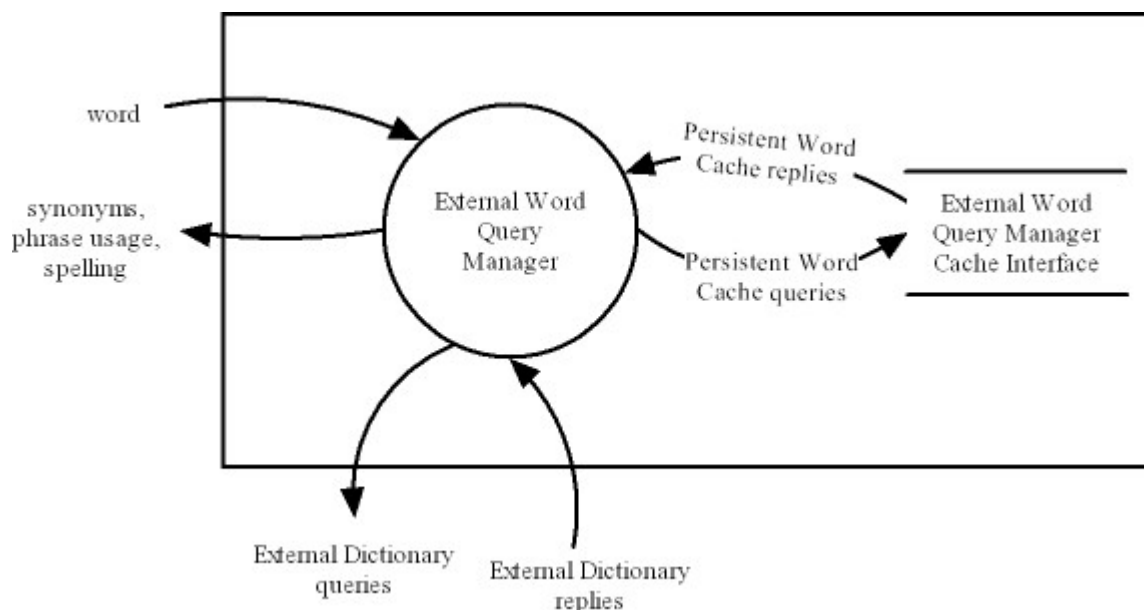 word
synonyms,
phrase usage,
spelling
External Word
Query
Manager
Persistent Word
Cache replies
Persistent Word
Cache queries
External Word
Query Manager
Cache Interface
External Dictionary
queries
External Dictionary
replies